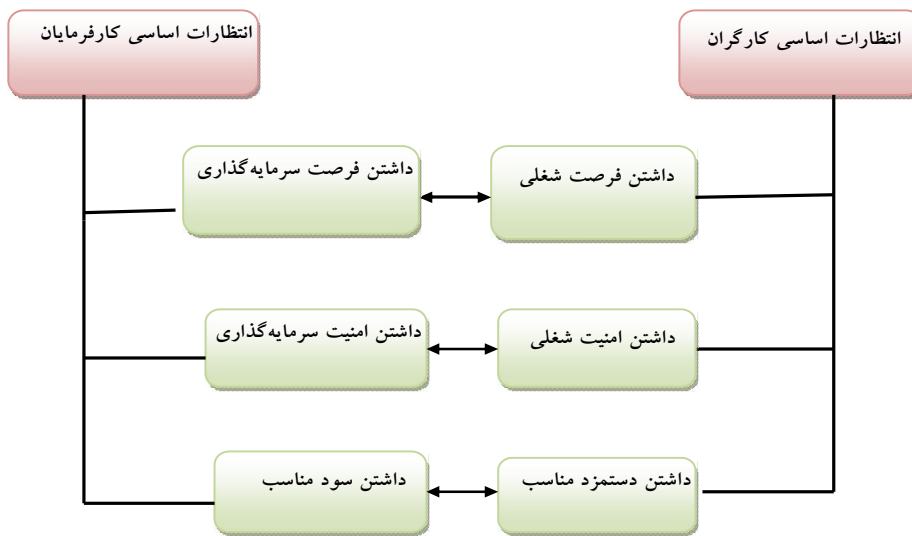 انتظارات اساسی کارگران
انتظارات اساسی کارفرمایان
داشتن فرصت شغلی
داشتن فرصت سرمایه‌گذاری
داشتن امنیت شغلی
داشتن امنیت سرمایه‌گذاری
داشتن دستمزد مناسب
داشتن سود مناسب